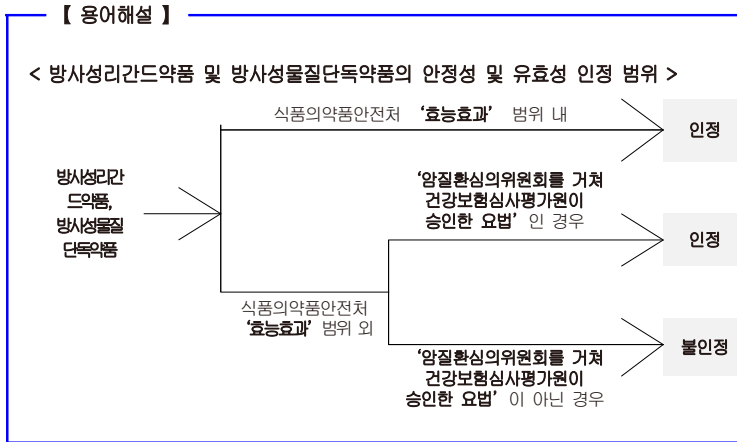 【 용어해설 】
< 방사성리간드약품 및 방사성물질단독약품의 안정성 및 유효성 인정 범위 >
식품의약품안전처 ‘효능효과’ 범위 내
인정
방사성리간
드약품,
방사성물질
단독약품
‘암질환심의위원회를 거쳐
건강보험심사평가원이
승인한 요법’ 인 경우
인정
식품의약품안전처
‘효능효과’ 범위 외
‘암질환심의위원회를 거쳐
건강보험심사평가원이
승인한 요법’ 이 아닌 경우
불인정